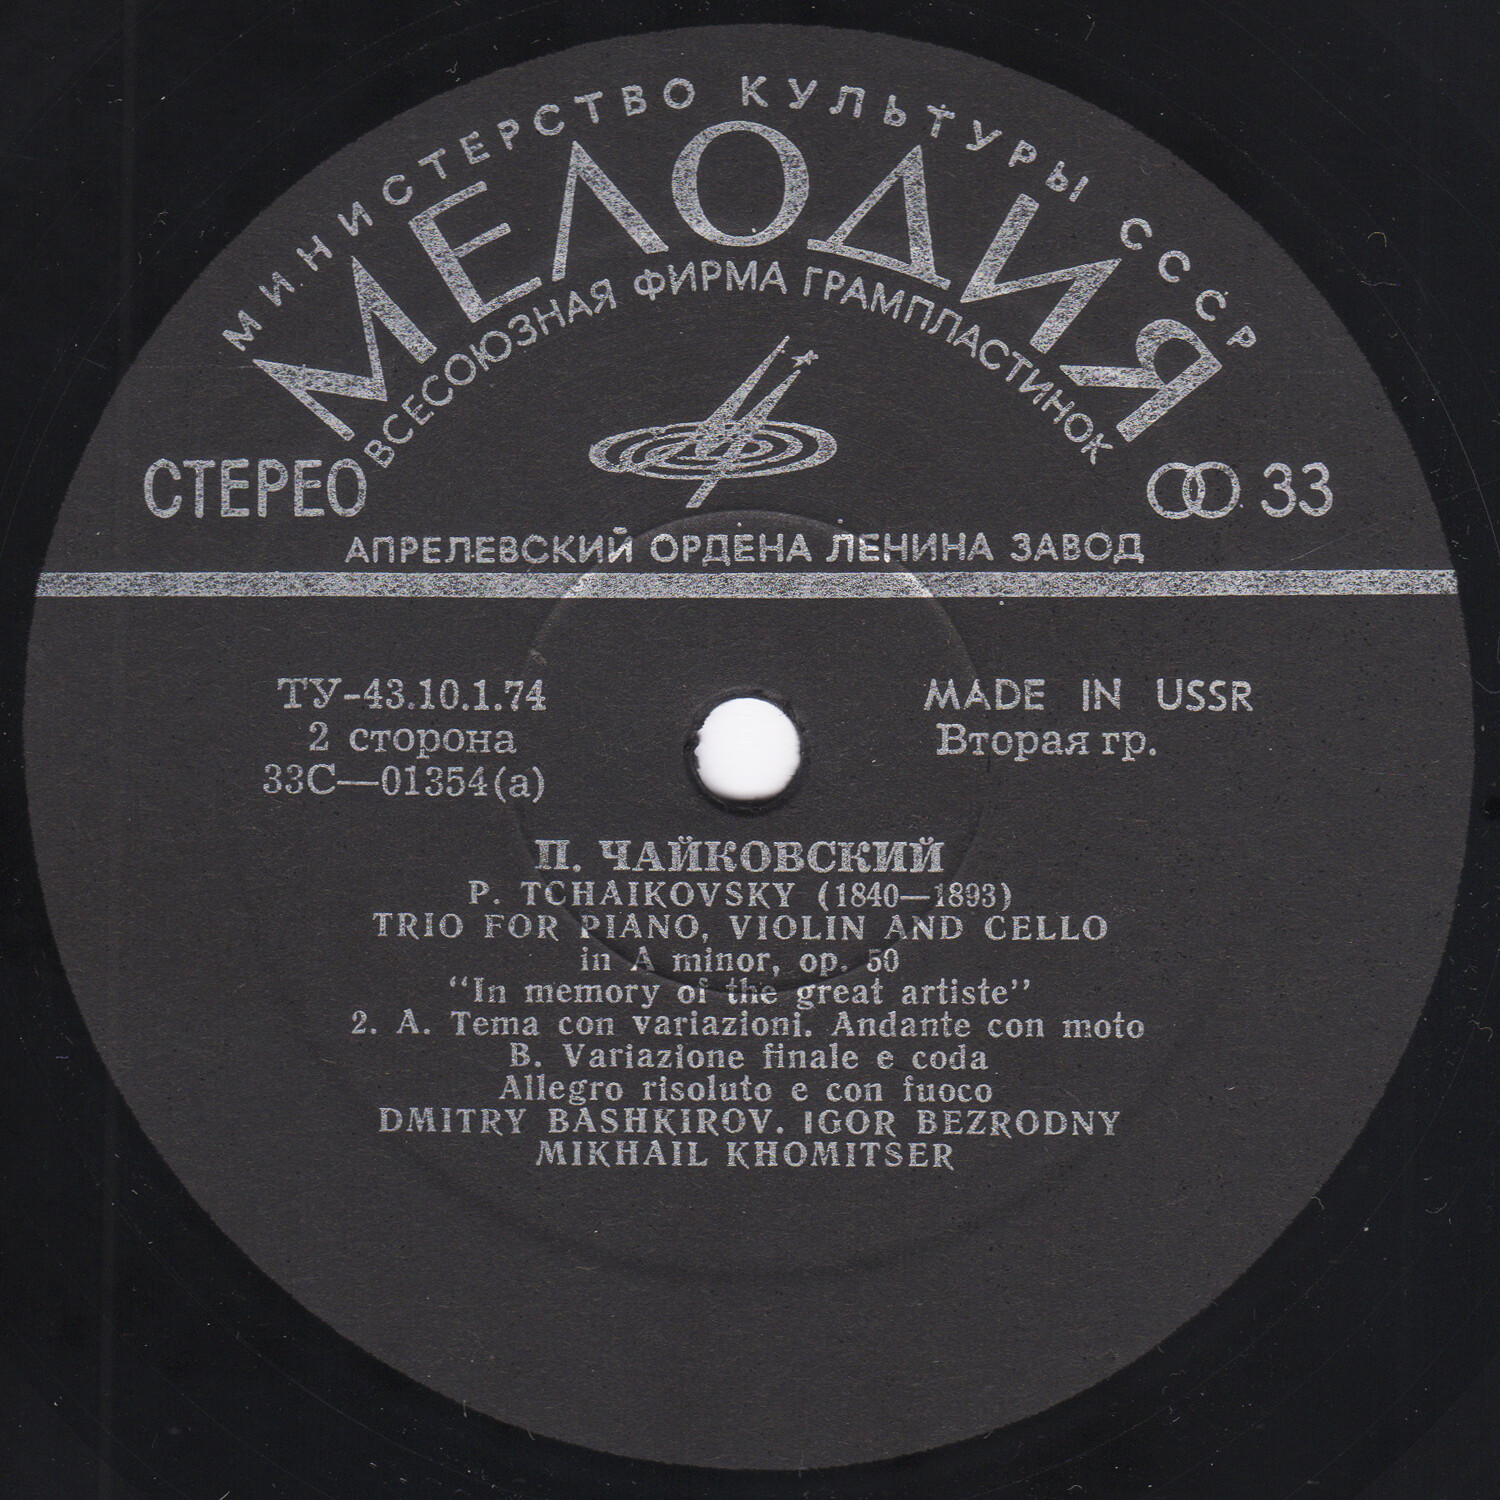 МИНИСТЕРСТВО КУЛЬТУРЫ СССР
МЕЛОДИЯ
ВСЕСОЮЗНАЯ ФИРМА ГРАМПЛАСТИНОК
СТЕРЕО
33
АПРЕЛЕВСКИЙ ОРДЕНА ЛЕНИНА ЗАВОД
ТУ-43.10.1.74
2 сторона
33С—01354(а)
MADE IN USSR
Вторая гр.
П. ЧАЙКОВСКИЙ
P. TCHAIKOVSKY (1840—1893)
TRIO FOR PIANO, VIOLIN AND CELLO
in A minor, op. 50
“In memory of the great artiste”
2. A. Tema con variazioni. Andante con moto
B. Variazione finale e coda
Allegro risoluto e con fuoco
DMITRY BASHKIROV. IGOR BEZRODNY
MIKHAIL KHOMITSER